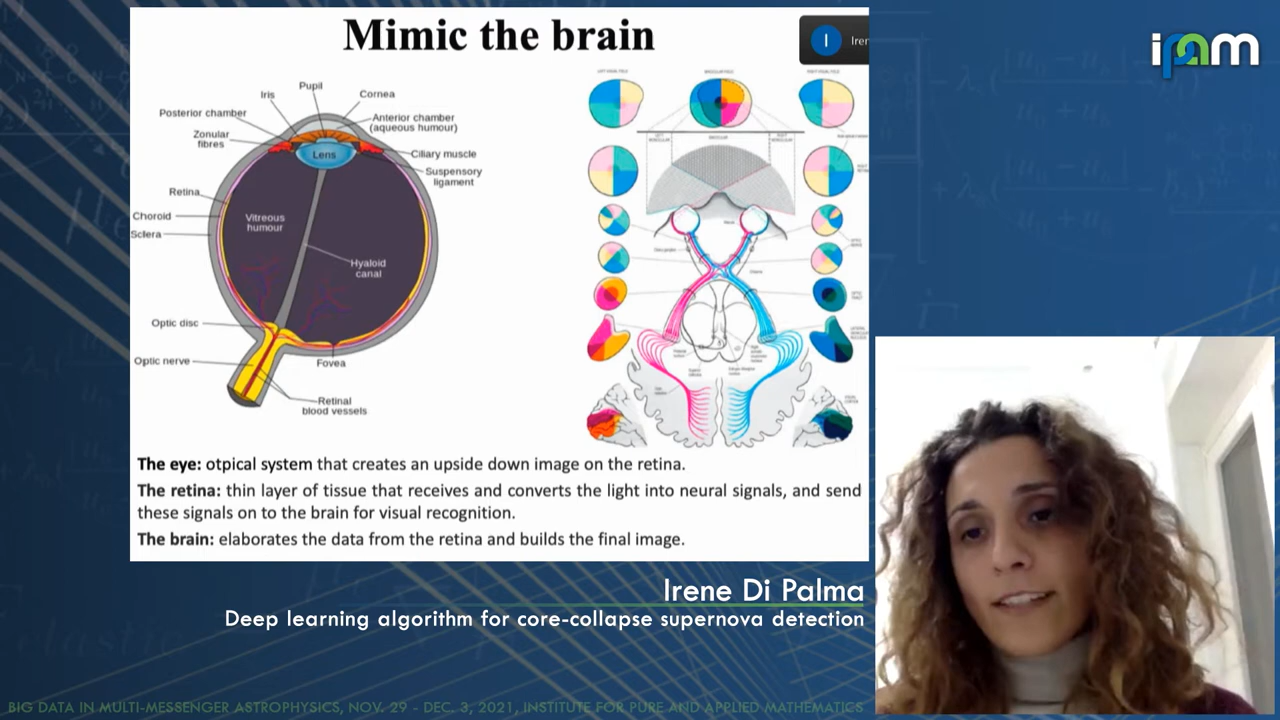 Mimic the brain
I
Iren
ipam
Pupil
Iris
Cornea
Posterior chamber
Anterior chamber
(aqueous humour)
Zonular
fibres
Lens
Ciliary muscle
Suspensory
ligament
Retina
Choroid
Sclera
Vitreous
humour
Hyaloid
canal
Optic disc
Optic nerve
Fovea
Retinal
blood vessels
The eye: otpical system that creates an upside down image on the retina.
The retina: thin layer of tissue that receives and converts the light into neural signals, and send
these signals on to the brain for visual recognition.
The brain: elaborates the data from the retina and builds the final image.
Irene Di Palma
Deep learning algorithm for core-collapse supernova detection
BIG DATA IN MULTI-MESSENGER ASTROPHYSICS, NOV. 29 - DEC. 3, 2021, INSTITUTE FOR PURE AND APPLIED MATHEMATICS